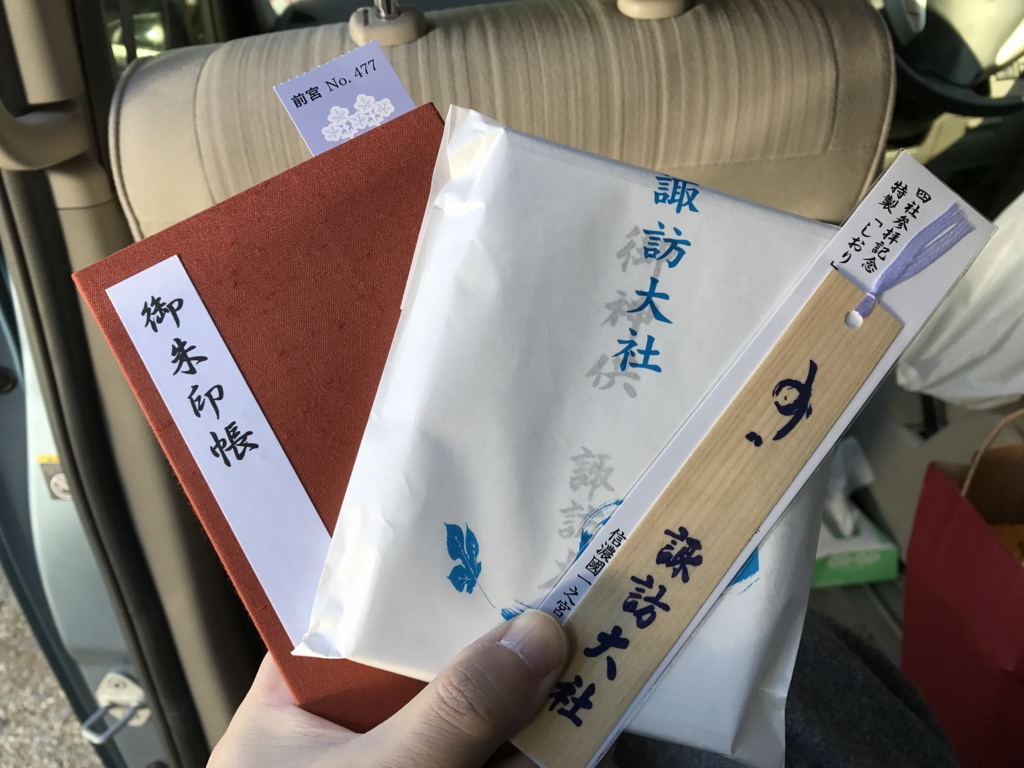 前宮 No. 477
御朱印帳
諏訪大社
御神供
諏訪大
四社参拝記念
特製「しおり」
信濃國一之宮
諏訪大社